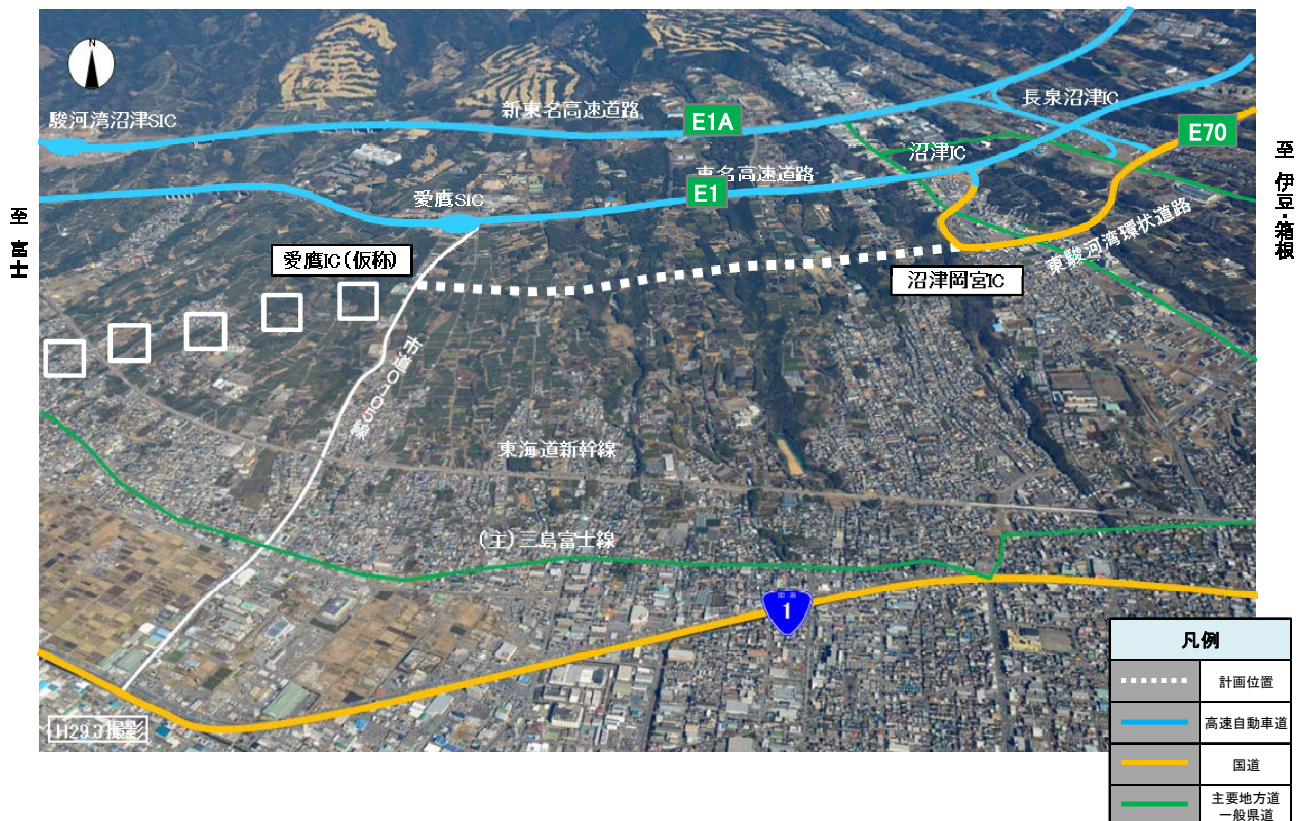 N
新東名高速道路
E1A
長泉沼津IC
駿河湾沼津SIC
E70
沼津IC
東名高速道路
E1
愛鷹SIC
至 富士
至 伊豆・箱根
東駿河湾環状道路
愛鷹IC(仮称)
沼津岡宮IC
市道0105線
東海道新幹線
(主)三島富士線
国道
1
H29.3撮影
凡例
計画位置
高速自動車道
国道
主要地方道
一般県道